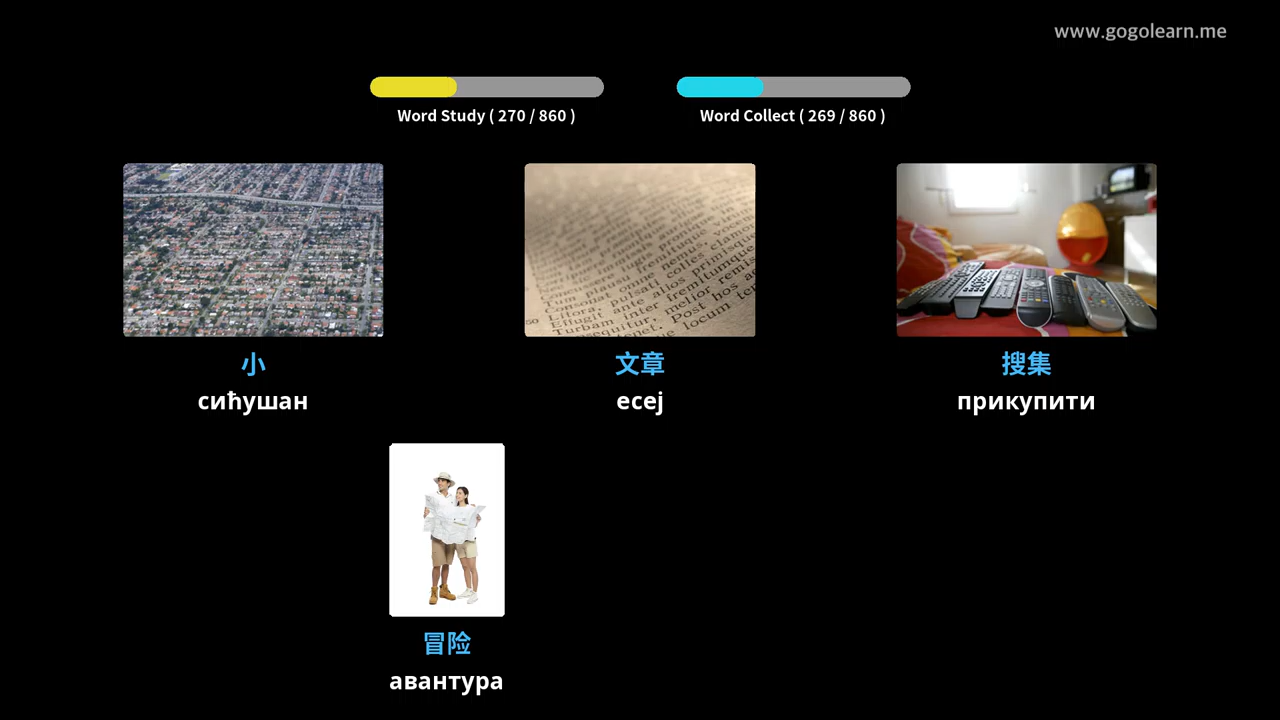 www.gogolearn.me
Word Study ( 270 / 860 )
Word Collect ( 269 / 860 )
小
сићушан
文章
есеј
搜集
прикупити
冒险
авантура